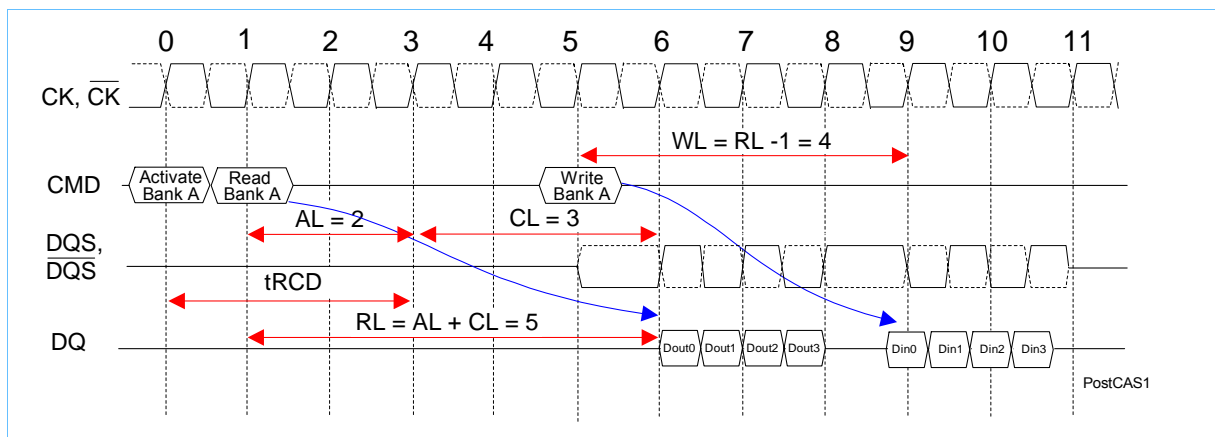 0 1 2 3 4 5 6 7 8 9 10 11
CK, CK
WL = RL -1 = 4
CMD
Activate
Bank A
Read
Bank A
Write
Bank A
AL = 2
CL = 3
DQS,
DQS
tRCD
RL = AL + CL = 5
DQ
Dout0 Dout1 Dout2 Dout3
Din0 Din1 Din2 Din3
PostCAS1